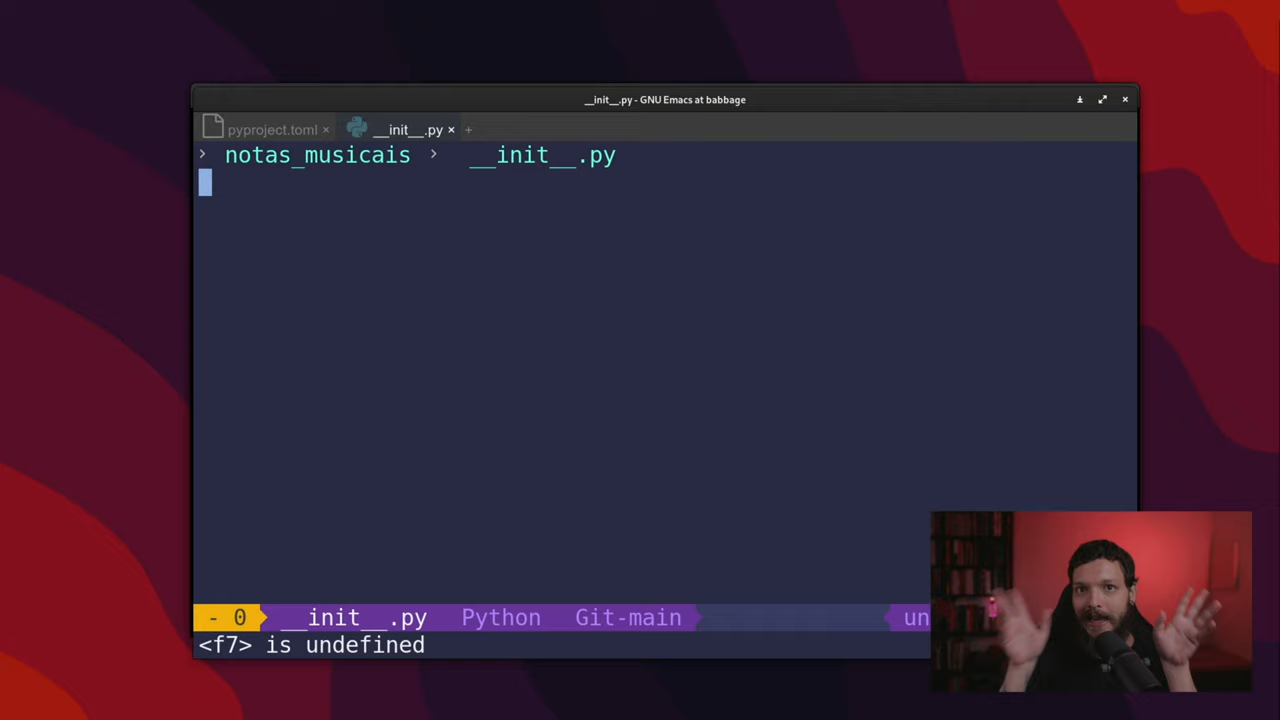 __init__.py - GNU Emacs at babbage
pyproject.toml × __init__.py × +
› notas_musicais › __init__.py
- 0 __init__.py Python Git-main un
<f7> is undefined